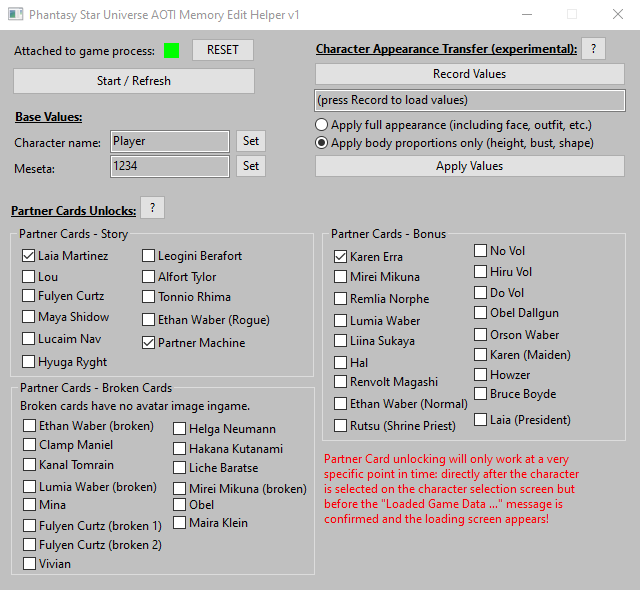 Phantasy Star Universe AOTI Memory Edit Helper v1
Attached to game process:
RESET
Start / Refresh
Base Values:
Character name:
Player
Set
Meseta:
1234
Set
Character Appearance Transfer (experimental):
?
Record Values
(press Record to load values)
Apply full appearance (including face, outfit, etc.)
Apply body proportions only (height, bust, shape)
Apply Values
Partner Cards Unlocks:
?
Partner Cards - Story
Laia Martinez
Lou
Fulyen Curtz
Maya Shidow
Lucaim Nav
Hyuga Ryght
Leogini Berafort
Alfort Tylor
Tonnio Rhima
Ethan Waber (Rogue)
Partner Machine
Partner Cards - Broken Cards
Broken cards have no avatar image ingame.
Ethan Waber (broken)
Clamp Maniel
Kanal Tomrain
Lumia Waber (broken)
Mina
Fulyen Curtz (broken 1)
Fulyen Curtz (broken 2)
Vivian
Helga Neumann
Hakana Kutanami
Liche Baratse
Mirei Mikuna (broken)
Obel
Maira Klein
Partner Cards - Bonus
Karen Erra
Mirei Mikuna
Remlia Norphe
Lumia Waber
Liina Sukaya
Hal
Renvolt Magashi
Ethan Waber (Normal)
Rutsu (Shrine Priest)
No Vol
Hiru Vol
Do Vol
Obel Dallgun
Orson Waber
Karen (Maiden)
Howzer
Bruce Boyde
Laia (President)
Partner Card unlocking will only work at a very
specific point in time: directly after the character
is selected on the character selection screen but
before the "Loaded Game Data ..." message is
confirmed and the loading screen appears!